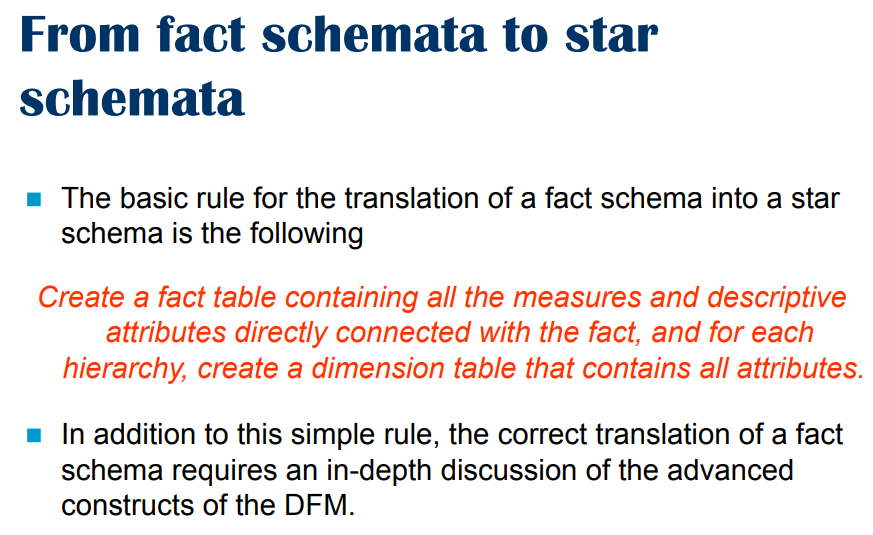 From fact schemata to star
schemata
The basic rule for the translation of a fact schema into a star
schema is the following
Create a fact table containing all the measures and descriptive
attributes directly connected with the fact, and for each
hierarchy, create a dimension table that contains all attributes.
In addition to this simple rule, the correct translation of a fact
schema requires an in-depth discussion of the advanced
constructs of the DFM.